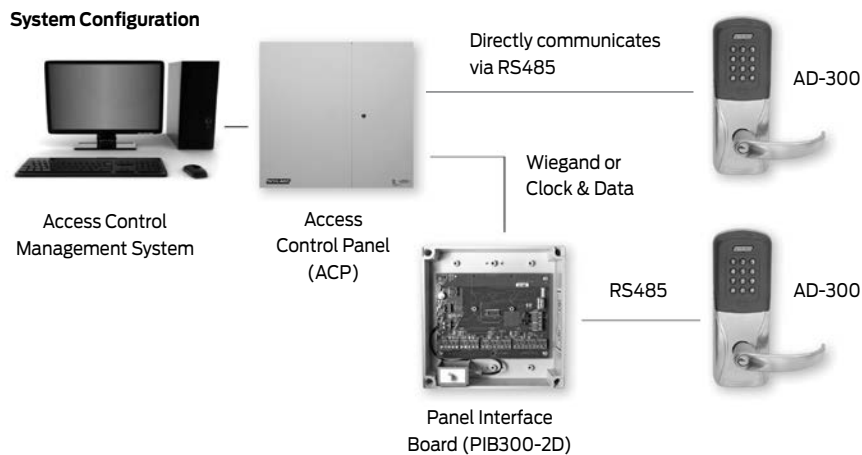 System Configuration
Directly communicates
via RS485
AD-300
Wiegand or
Clock & Data
Access Control
Management System
Access
Control Panel
(ACP)
RS485
AD-300
Panel Interface
Board (PIB300-2D)